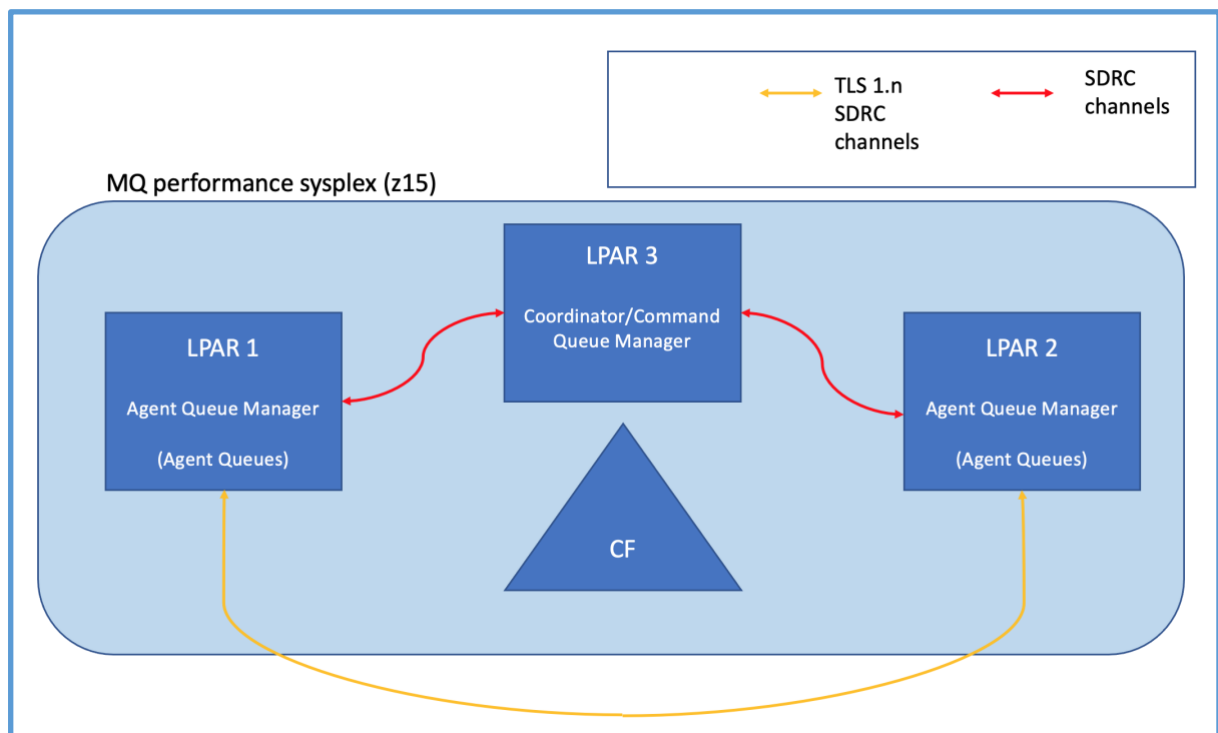 TLS 1.n
SDRC
channels
SDRC
channels
MQ performance sysplex (z15)
LPAR 3
Coordinator/Command
Queue Manager
LPAR 1
Agent Queue Manager
(Agent Queues)
LPAR 2
Agent Queue Manager
(Agent Queues)
CF